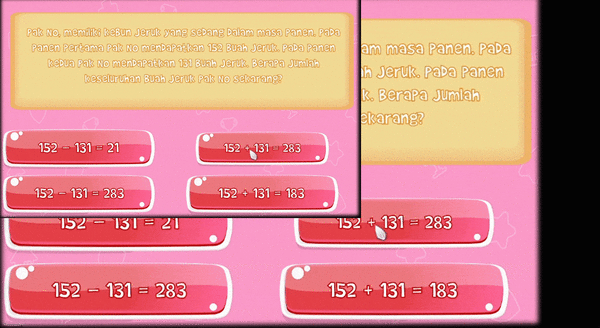 Pak No, memiliki kebun jeruk yang sedang dalam masa panen. Pada
panen pertama Pak No mendapatkan 152 buah jeruk. Pada panen
kedua Pak No mendapatkan 131 buah jeruk. Berapa jumlah
keseluruhan buah jeruk Pak No sekarang?
152 – 131 = 21
152 + 131 = 283
152 – 131 = 283
152 + 131 = 183
am masa panen. Pada
ah jeruk. Pada panen
k. Berapa jumlah
ekarang?
152 – 131 = 21
152 + 131 = 283
152 – 131 = 283
152 + 131 = 183